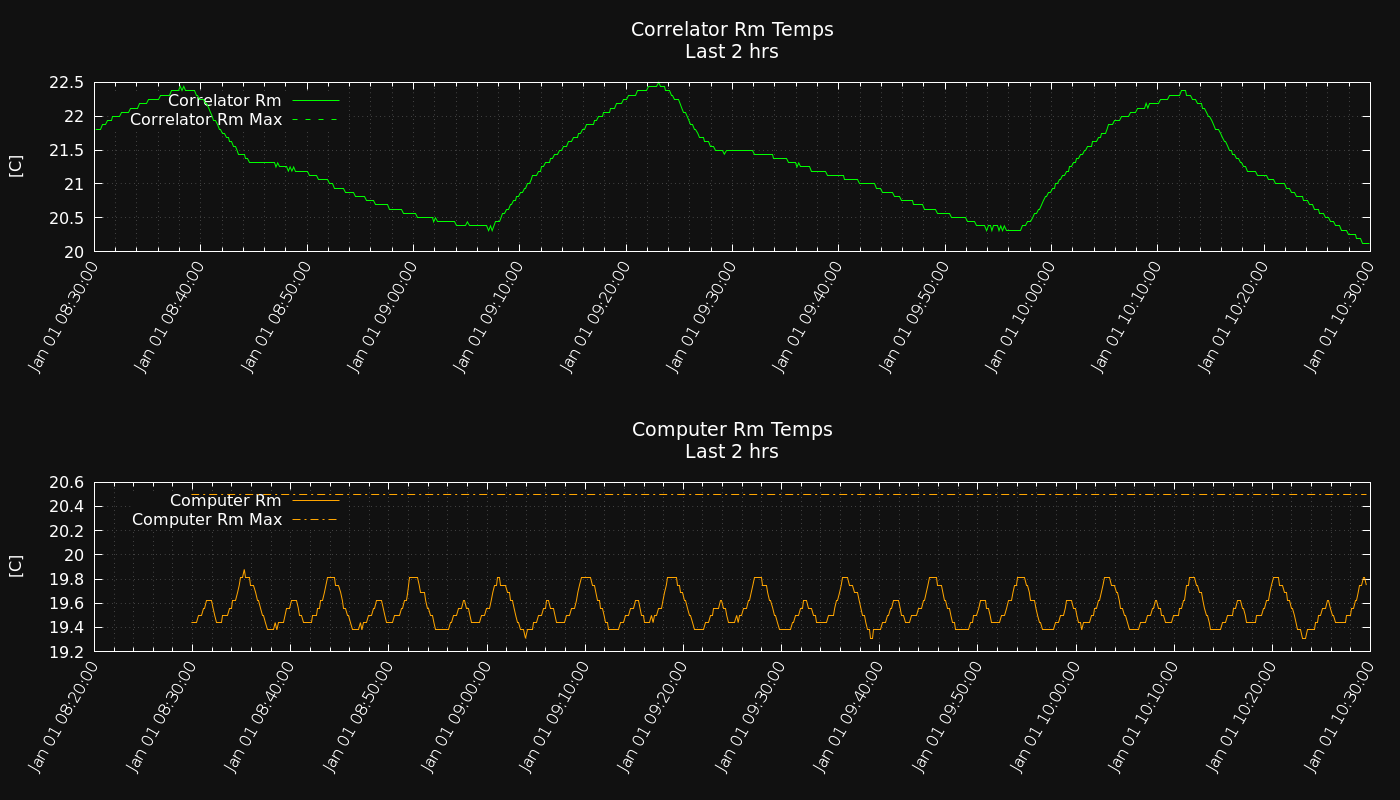 Correlator Rm Temps
Last 2 hrs
22.5
22
21.5
21
20.5
20
[C]
Correlator Rm
Correlator Rm Max
Jan 01 08:30:00
Jan 01 08:40:00
Jan 01 08:50:00
Jan 01 09:00:00
Jan 01 09:10:00
Jan 01 09:20:00
Jan 01 09:30:00
Jan 01 09:40:00
Jan 01 09:50:00
Jan 01 10:00:00
Jan 01 10:10:00
Jan 01 10:20:00
Jan 01 10:30:00
Computer Rm Temps
Last 2 hrs
20.6
20.4
20.2
20
19.8
19.6
19.4
19.2
[C]
Computer Rm
Computer Rm Max
Jan 01 08:20:00
Jan 01 08:30:00
Jan 01 08:40:00
Jan 01 08:50:00
Jan 01 09:00:00
Jan 01 09:10:00
Jan 01 09:20:00
Jan 01 09:30:00
Jan 01 09:40:00
Jan 01 09:50:00
Jan 01 10:00:00
Jan 01 10:10:00
Jan 01 10:20:00
Jan 01 10:30:00